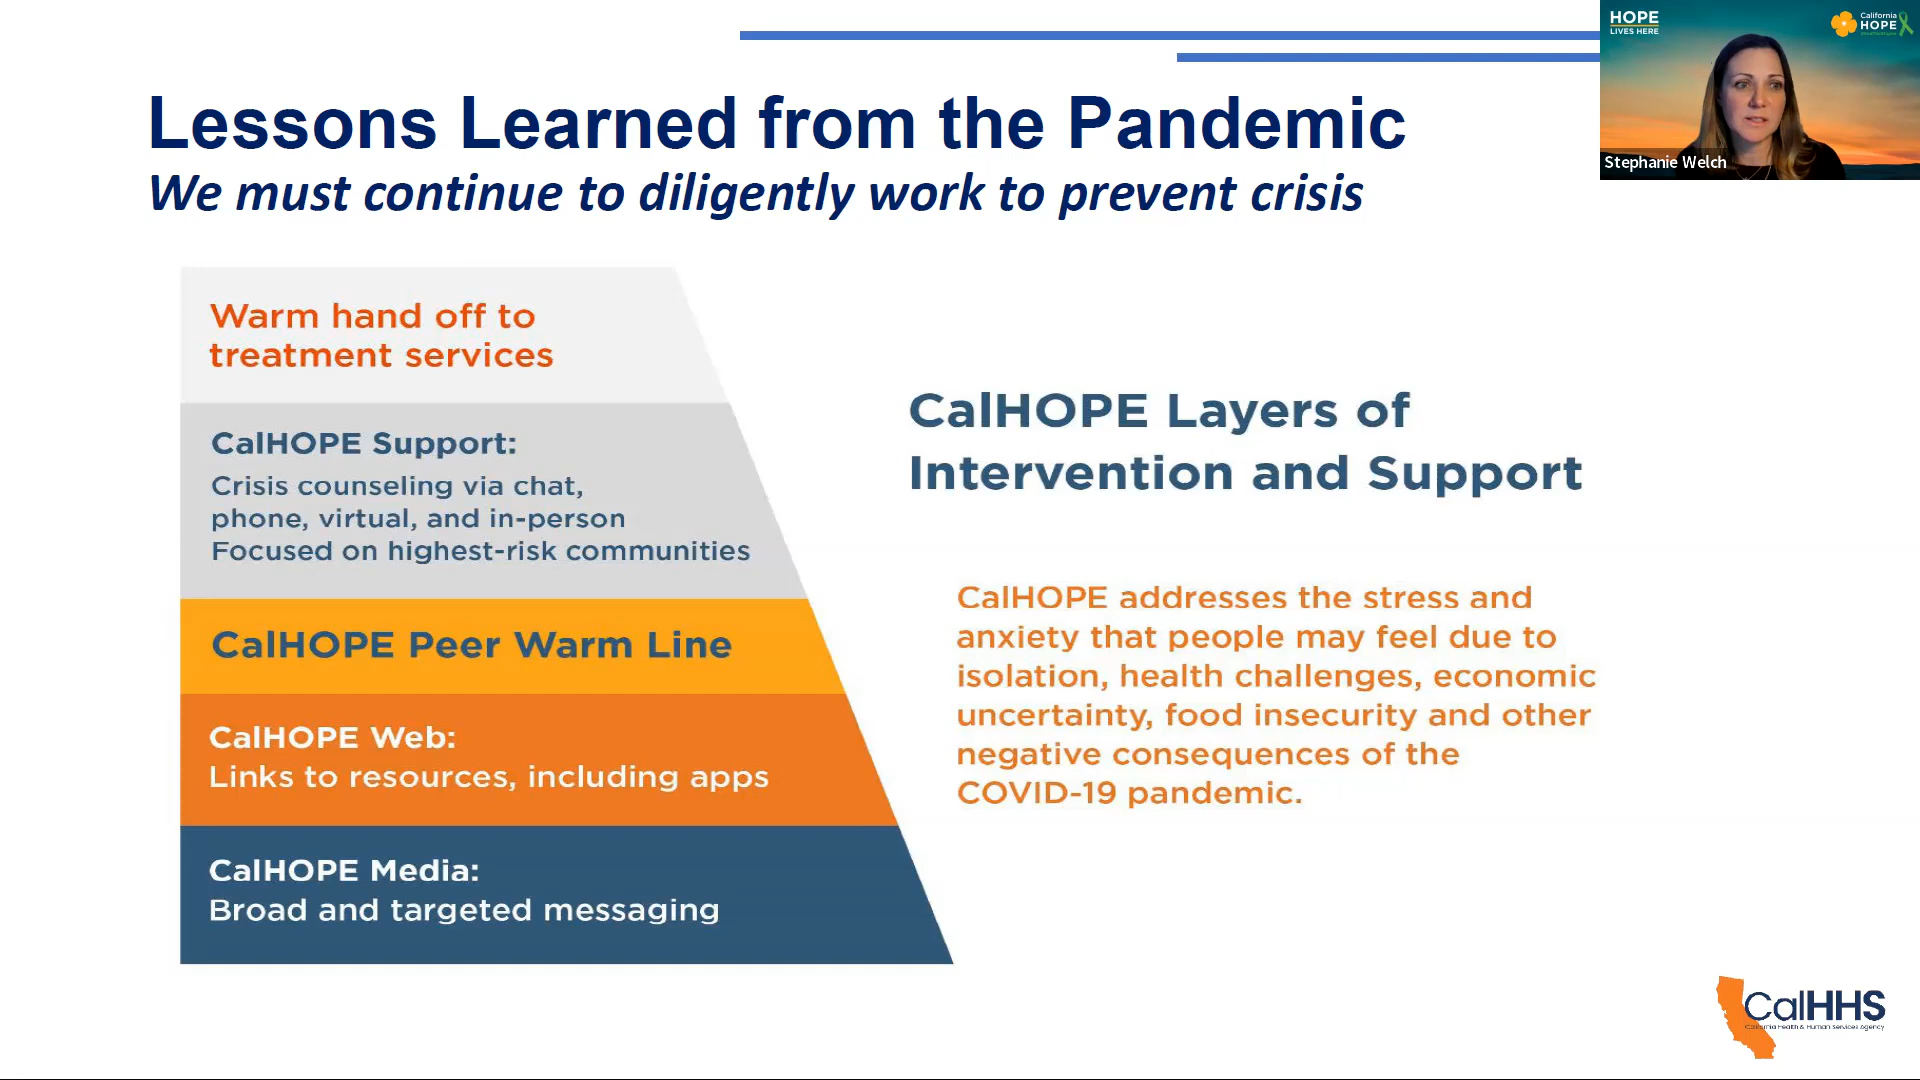 Lessons Learned from the Pandemic
We must continue to diligently work to prevent crisis
HOPE
LIVES HERE
California
HOPE
Stephanie Welch
Warm hand off to
treatment services
CalHOPE Support:
Crisis counseling via chat,
phone, virtual, and in-person
Focused on highest-risk communities
CalHOPE Peer Warm Line
CalHOPE Web:
Links to resources, including apps
CalHOPE Media:
Broad and targeted messaging
CalHOPE Layers of
Intervention and Support
CalHOPE addresses the stress and
anxiety that people may feel due to
isolation, health challenges, economic
uncertainty, food insecurity and other
negative consequences of the
COVID-19 pandemic.
CalHHS
California Health & Human Services Agency